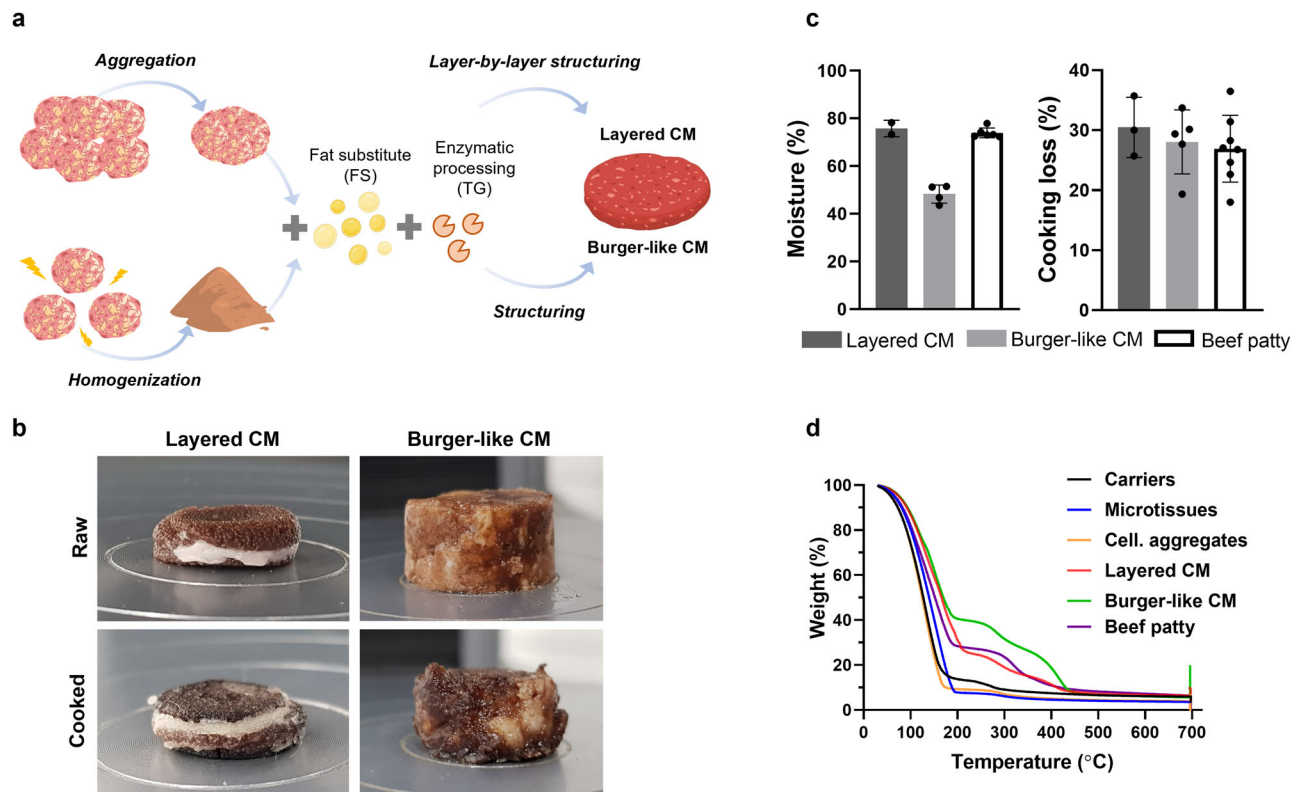 a
Aggregation
Layer-by-layer structuring
Fat substitute
(FS)
Enzymatic
processing
(TG)
Layered CM
Burger-like CM
Structuring
Homogenization
b
Layered CM
Burger-like CM
Raw
Cooked
c
Moisture (%)
100
80
60
40
20
0
Cooking loss (%)
40
30
20
10
0
Layered CM
Burger-like CM
Beef patty
d
Weight (%)
100
80
60
40
20
0
0
100
200
300
400
500
600
700
Temperature (°C)
Carriers
Microtissues
Cell. aggregates
Layered CM
Burger-like CM
Beef patty